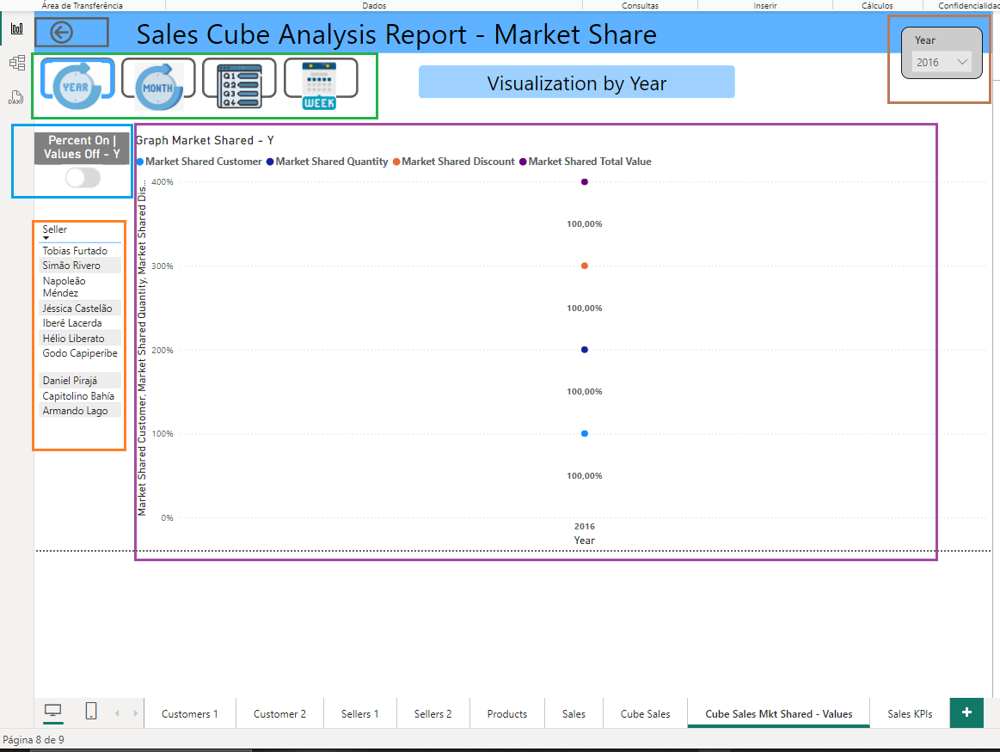 Área de Transferência Dados Consultas Inserir Cálculos Confidencialidad
Sales Cube Analysis Report - Market Share
Year
2016
YEAR
MONTH
Q1
Q2
Q3
Q4
WEEK
Visualization by Year
Percent On |
Values Off - Y
Graph Market Shared - Y
Market Shared Customer Market Shared Quantity Market Shared Discount Market Shared Total Value
Market Shared Customer, Market Shared Quantity, Market Shared Dis...
400%
100,00%
300%
100,00%
200%
100,00%
100%
100,00%
0%
2016
Year
Seller
Tobias Furtado
Simão Rivero
Napoleão
Méndez
Jéssica Castelão
Iberê Lacerda
Hélio Liberato
Godo Capiperibe
Daniel Pirajá
Capitolino Bahía
Armando Lago
Customers 1 Customer 2 Sellers 1 Sellers 2 Products Sales Cube Sales Cube Sales Mkt Shared - Values Sales KPIs +
Página 8 de 9